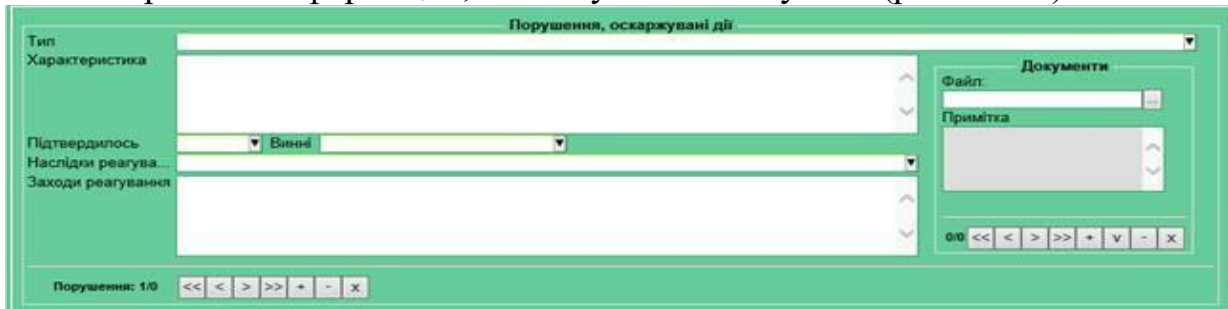 Порушення, оскаржувані дії
Тип
Характеристика
Документи
Файл:
...
Примітка
Підтвердилось
Винні
Наслідки реагува...
Заходи реагування
0/0 << < > >> + v - x
Порушення: 1/0 << < > >> + - x